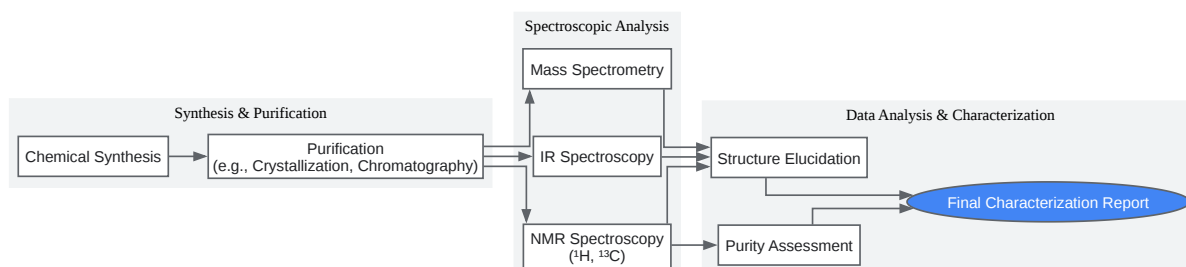 Spectroscopic Analysis
Mass Spectrometry
Synthesis & Purification
Data Analysis & Characterization
Chemical Synthesis
Purification
(e.g., Crystallization, Chromatography)
IR Spectroscopy
Structure Elucidation
Final Characterization Report
NMR Spectroscopy
(¹H, ¹³C)
Purity Assessment